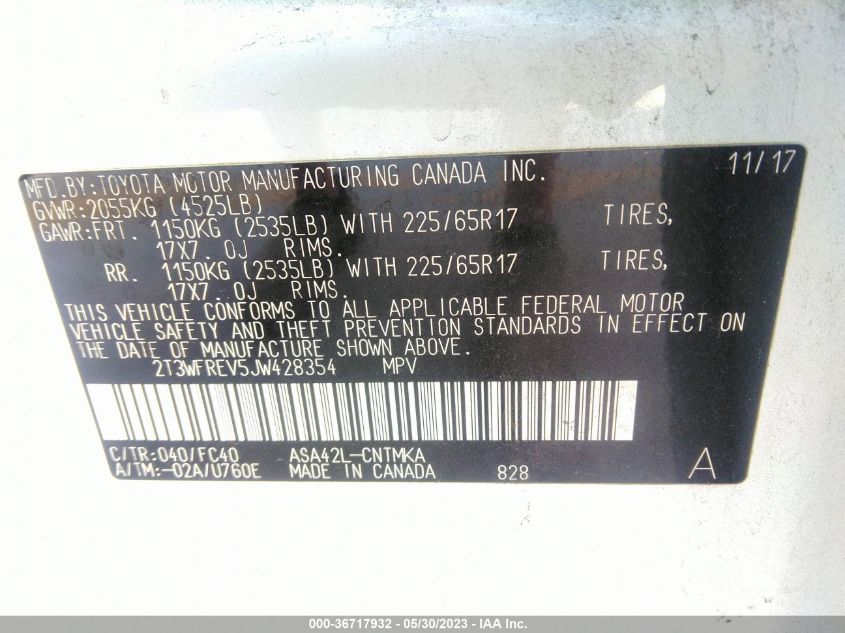 MFD.BY:TOYOTA MOTOR MANUFACTURING CANADA INC. 11/17
GVWR:2055KG (4525LB)
GAWR:FRT. 1150KG (2535LB) WITH 225/65R17 TIRES,
17X7.0J RIMS.
RR. 1150KG (2535LB) WITH 225/65R17 TIRES,
17X7.0J RIMS.
THIS VEHICLE CONFORMS TO ALL APPLICABLE FEDERAL MOTOR
VEHICLE SAFETY AND THEFT PREVENTION STANDARDS IN EFFECT ON
THE DATE OF MANUFACTURE SHOWN ABOVE.
2T3WFREV5JW428354 MPV
C/TR:040/FC40 ASA42L-CNTMKA
A/TM:-02A/U760E MADE IN CANADA 828 A
000-36717932 - 05/30/2023 - IAA Inc.